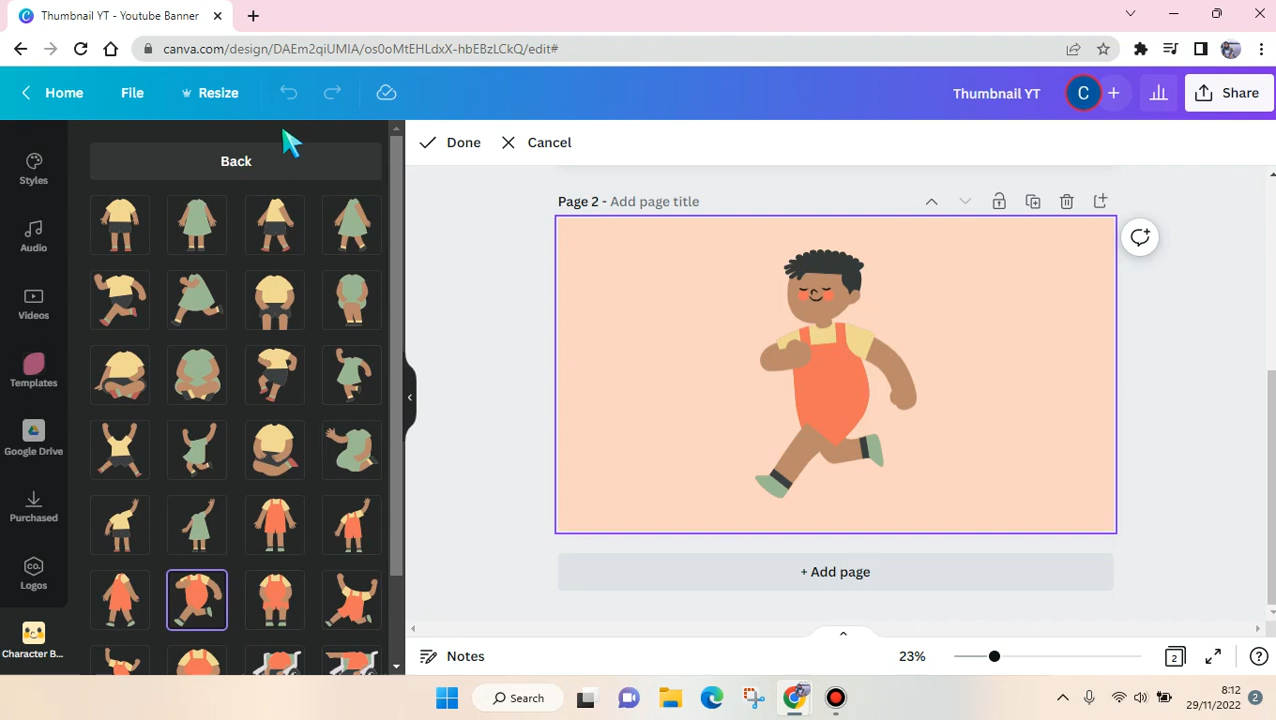 Thumbnail YT - Youtube Banner
canva.com/design/DAEm2qiUMIA/os0oMtEHLdxX-hbEBzLCkQ/edit#
Home
File
Resize
Thumbnail YT
C
Share
Styles
Audio
Videos
Templates
Google Drive
Purchased
CO.
Logos
Character B...
Back
Done
Cancel
Page 2 - Add page title
+ Add page
Notes
23%
2
Search
8:12
29/11/2022
2